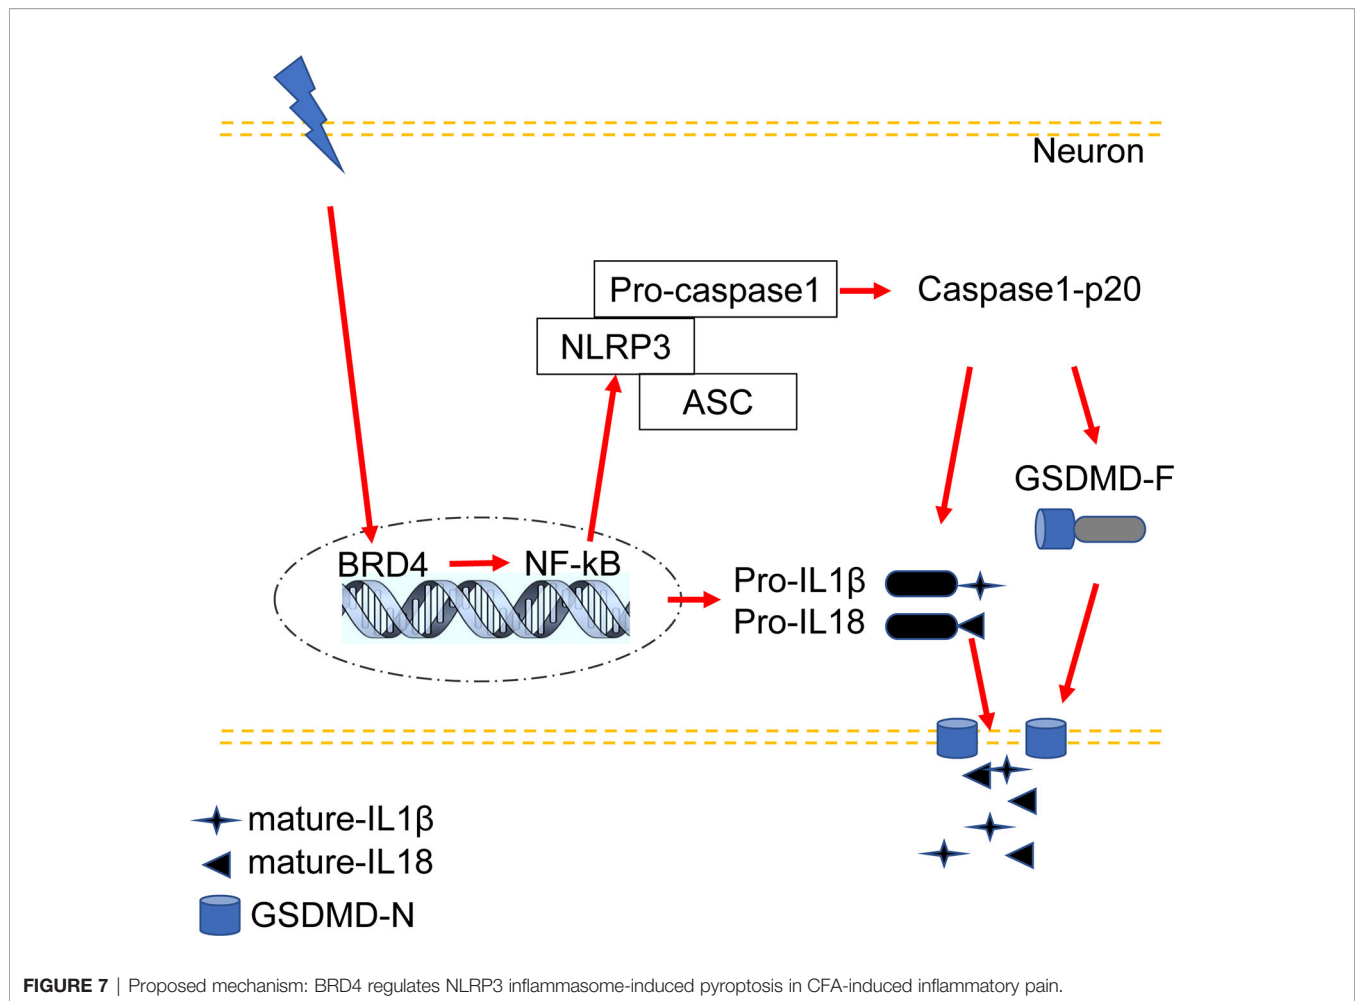 Neuron
Pro-caspase1
Caspase1-p20
NLRP3
ASC
GSDMD-F
BRD4
NF-kB
Pro-IL1β
Pro-IL18
mature-IL1β
mature-IL18
GSDMD-N
FIGURE 7 | Proposed mechanism: BRD4 regulates NLRP3 inflammasome-induced pyroptosis in CFA-induced inflammatory pain.